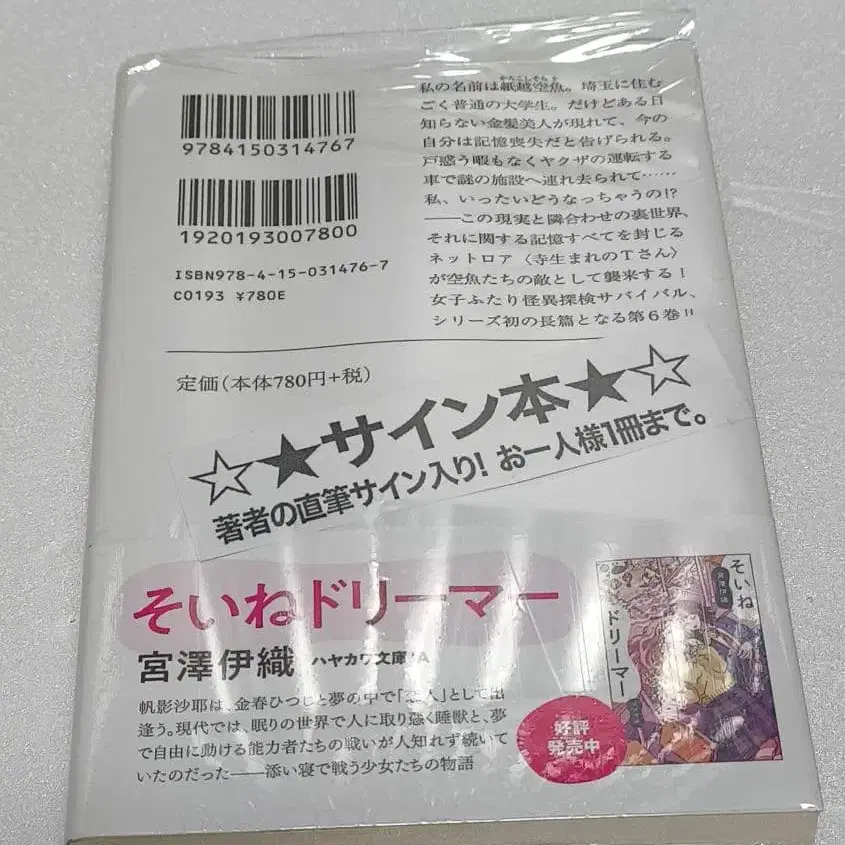 9784150314767
1920193007800
ISBN978-4-15-031476-7
C0193 ¥780E
私の名前は紙越空魚。埼玉に住む
ごく普通の大学生。だけどある日
知らない金髪美人が現れて、今の
自分は記憶喪失だと告げられる。
戸惑う暇もなくヤクザの運転する
車で謎の施設へ連れ去られて……
私、いったいどうなっちゃうの!?
――この現実と隣合わせの裏世界、
それに関する記憶すべてを封じる
ネットロア〈寺生まれのTさん〉
が空魚たちの敵として襲来する!
女子ふたり怪異探検サバイバル、
シリーズ初の長篇となる第6巻!!
定価(本体780円+税)
☆★サイン本★☆
著者の直筆サイン入り! お一人様1冊まで。
そいねドリーマー
宮澤伊織 ハヤカワ文庫JA
帆影沙耶は、金春ひつじと夢の中で「恋人」として出
逢う。現代では、眠りの世界で人に取り憑く睡獣と、夢
で自由に動ける能力者たちの戦いが人知れず続いて
いたのだった――添い寝で戦う少女たちの物語
好評
発売中
そいね
ドリーマー
宮澤伊織